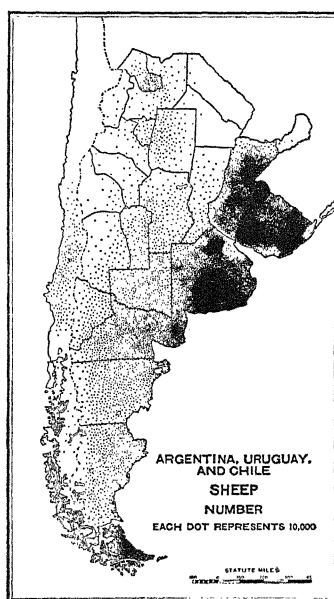 ARGENTINA, URUGUAY,
AND CHILE
SHEEP
NUMBER
EACH DOT REPRESENTS 10,000
STATUTE MILES